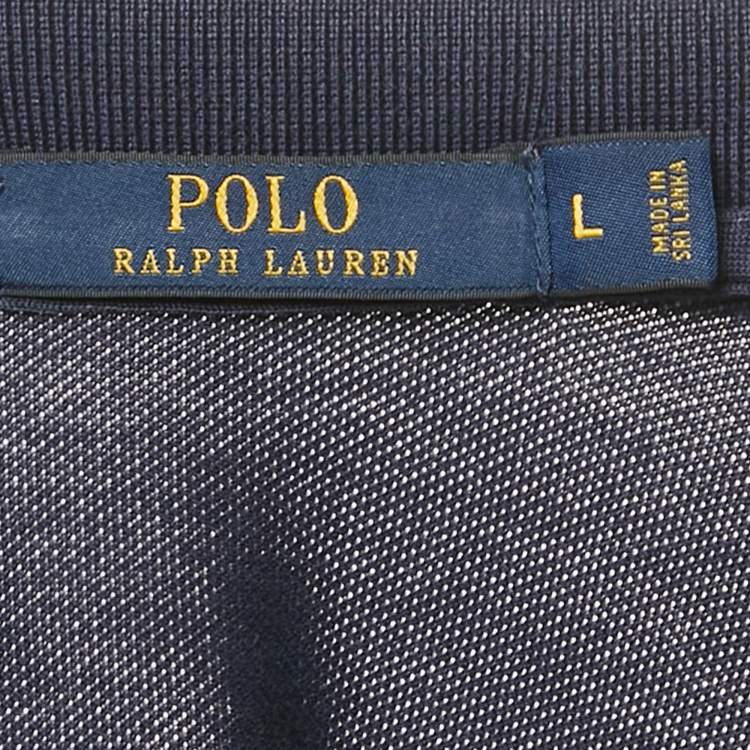 POLO
RALPH LAUREN
L
MADE IN
SRI LANKA